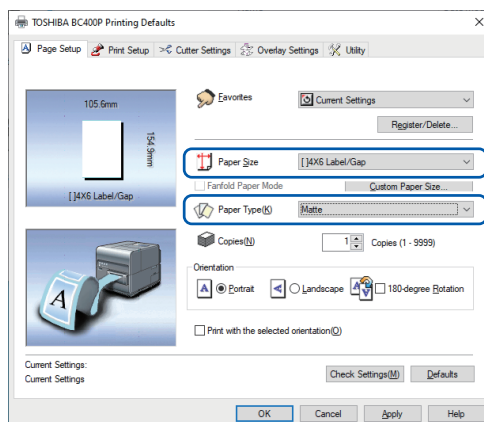 TOSHIBA BC400P Printing Defaults
Page Setup Print Setup Cutter Settings Overlay Settings Utility
105.6mm
154.9mm
[ ]4X6 Label/Gap
Favorites Current Settings
Register/Delete...
Paper Size [ ]4X6 Label/Gap
Fanfold Paper Mode Custom Paper Size...
Paper Type(K) Matte
Copies(N) 1 Copies (1 - 9999)
Orientation
A Portrait A Landscape A A 180-degree Rotation
Print with the selected orientation(O)
A
Current Settings:
Current Settings
Check Settings(M) Defaults
OK Cancel Apply Help